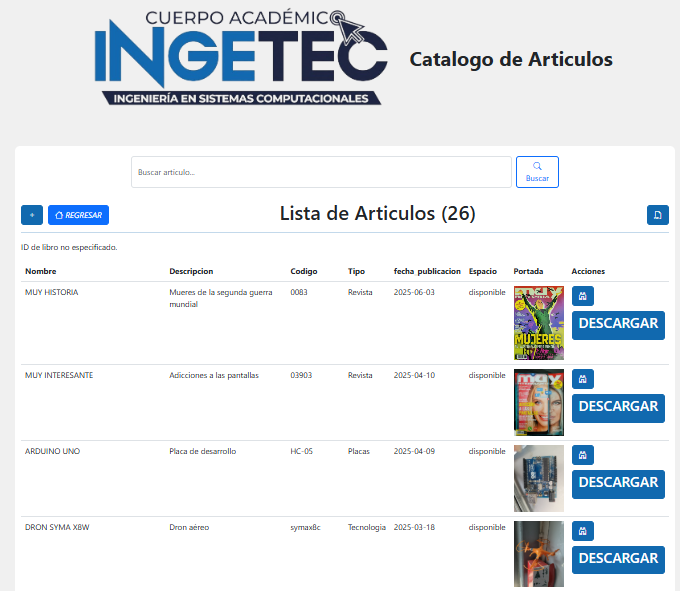 CUERPO ACADÉMICO
INGETEC
INGENIERÍA EN SISTEMAS COMPUTACIONALES
Catalogo de Articulos
Buscar artículo...
Buscar
+
REGRESAR
Lista de Articulos (26)
ID de libro no especificado.
Nombre Descripcion Codigo Tipo fecha_publicacion Espacio Portada Acciones
MUY HISTORIA Mueres de la segunda guerra mundial 0083 Revista 2025-06-03 disponible
MUJERES
DESCARGAR
MUY INTERESANTE Adicciones a las pantallas 03903 Revista 2025-04-10 disponible
muy
DESCARGAR
ARDUINO UNO Placa de desarrollo HC-05 Placas 2025-04-09 disponible
DESCARGAR
DRON SYMA X8W Dron aéreo symax8c Tecnologia 2025-03-18 disponible
DESCARGAR